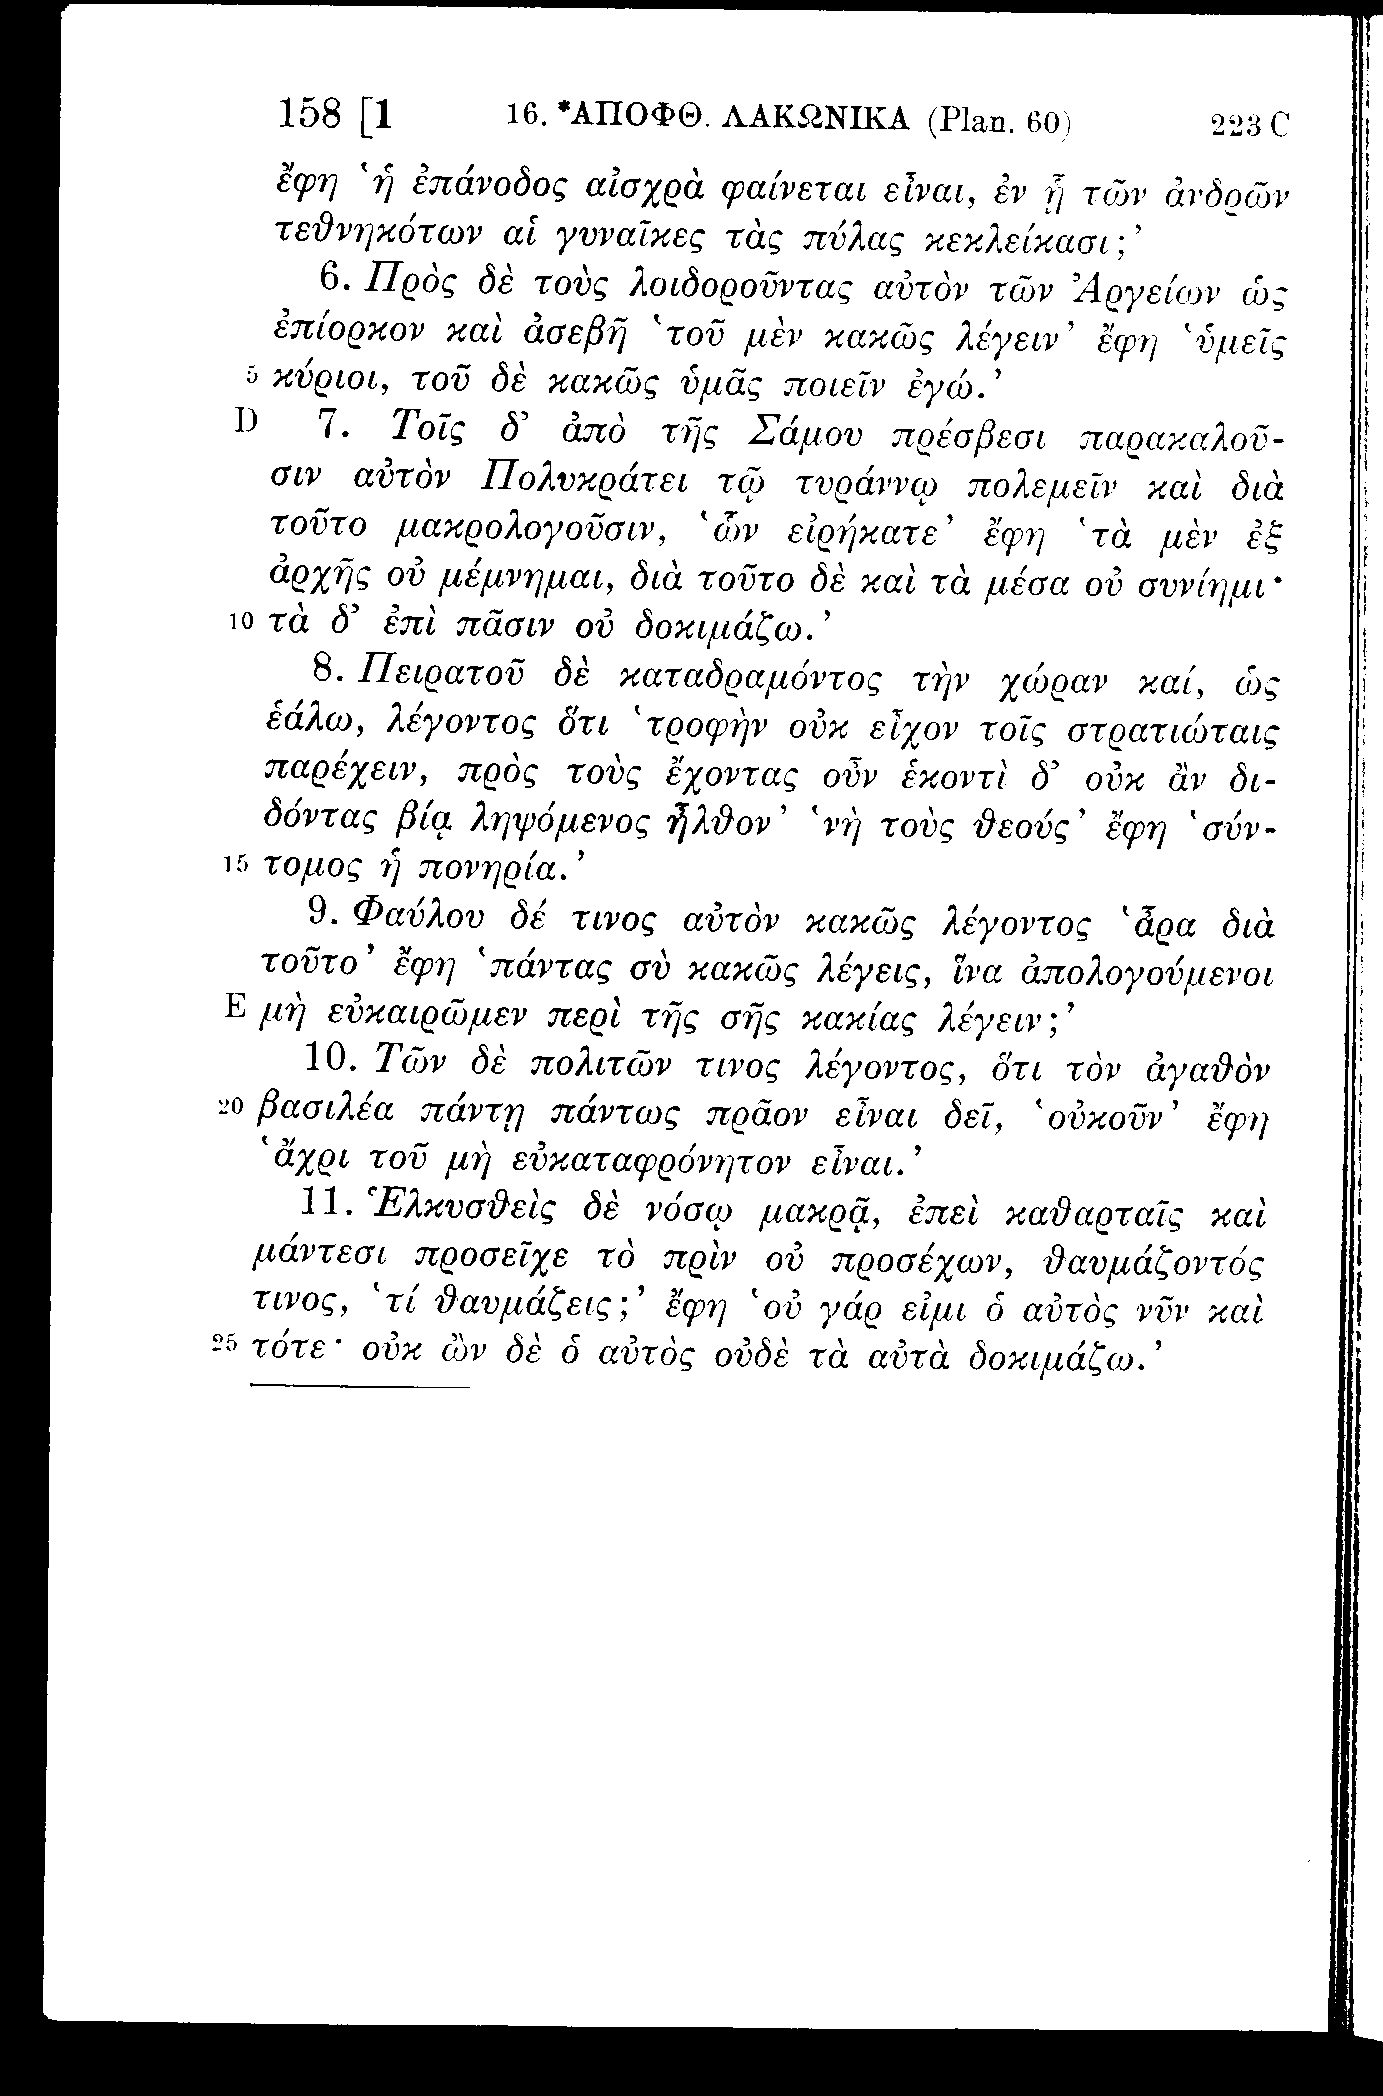 158 [1 16. *ΑΠΟΦΘ. ΛΑΚΩΝΙΚΑ (Plan. 60) 223 C
ἔφη ‘ἡ ἐπάνοδος αἰσχρὰ φαίνεται εἶναι, ἐν ᾗ τῶν ἀνδρῶν
τεθνηκότων αἱ γυναῖκες τὰς πύλας κεκλείκασι;’
6. Πρὸς δὲ τοὺς λοιδοροῦντας αὐτὸν τῶν Ἀργείων ὡς
ἐπίορκον καὶ ἀσεβῆ ‘τοῦ μὲν κακῶς λέγειν’ ἔφη ‘ὑμεῖς
5 κύριοι, τοῦ δὲ κακῶς ὑμᾶς ποιεῖν ἐγώ.’
D 7. Τοῖς δ’ ἀπὸ τῆς Σάμου πρέσβεσι παρακαλοῦ-
σιν αὐτὸν Πολυκράτει τῷ τυράννῳ πολεμεῖν καὶ διὰ
τοῦτο μακρολογοῦσιν, ‘ὧν εἰρήκατε’ ἔφη ‘τὰ μὲν ἐξ
ἀρχῆς οὐ μέμνημαι, διὰ τοῦτο δὲ καὶ τὰ μέσα οὐ συνίημι·
10 τὰ δ’ ἐπὶ πᾶσιν οὐ δοκιμάζω.’
8. Πειρατοῦ δὲ καταδραμόντος τὴν χώραν καί, ὡς
ἑάλω, λέγοντος ὅτι ‘τροφὴν οὐκ εἶχον τοῖς στρατιώταις
παρέχειν, πρὸς τοὺς ἔχοντας οὖν ἑκοντὶ δ’ οὐκ ἂν δι-
δόντας βίᾳ ληψόμενος ἦλθον’ ‘νὴ τοὺς θεούς’ ἔφη ‘σύν-
15 τομος ἡ πονηρία.’
9. Φαύλου δέ τινος αὐτὸν κακῶς λέγοντος ‘ἆρα διὰ
τοῦτο’ ἔφη ‘πάντας σὺ κακῶς λέγεις, ἵνα ἀπολογούμενοι
E μὴ εὐκαιρῶμεν περὶ τῆς σῆς κακίας λέγειν;’
10. Τῶν δὲ πολιτῶν τινος λέγοντος, ὅτι τὸν ἀγαθὸν
20 βασιλέα πάντῃ πάντως πρᾶον εἶναι δεῖ, ‘οὐκοῦν’ ἔφη
‘ἄχρι τοῦ μὴ εὐκαταφρόνητον εἶναι.’
11. Ἑλκυσθεὶς δὲ νόσῳ μακρᾷ, ἐπεὶ καθαρταῖς καὶ
μάντεσι προσεῖχε τὸ πρὶν οὐ προσέχων, θαυμάζοντός
τινος, ‘τί θαυμάζεις;’ ἔφη ‘οὐ γάρ εἰμι ὁ αὐτὸς νῦν καὶ
25 τότε· οὐκ ὢν δὲ ὁ αὐτὸς οὐδὲ τὰ αὐτὰ δοκιμάζω.’